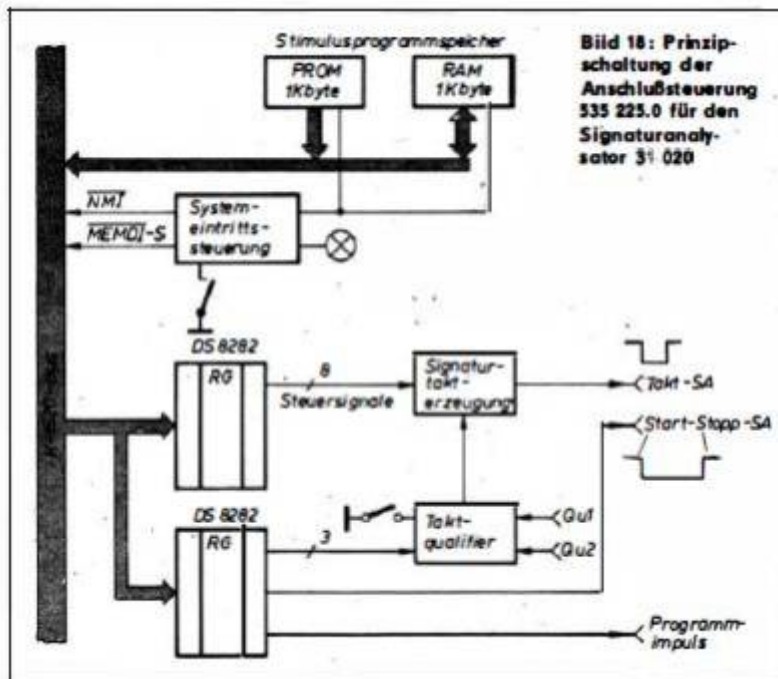 Stimulusprogrammspeicher
PROM
1Kbyte
RAM
1Kbyte
Bild 18: Prinzip-
schaltung der
Anschlußsteuerung
535 225.0 für den
Signaturanaly-
sator 31 020
NMI
MEMDI-S
System-
eintritts-
steuerung
DS 8282
RG
8
Steuersignale
Signatur-
takt-
erzeugung
Takt-SA
Start-Stopp-SA
DS 8282
RG
3
Takt-
qualifier
Qu1
Qu2
Programm-
impuls